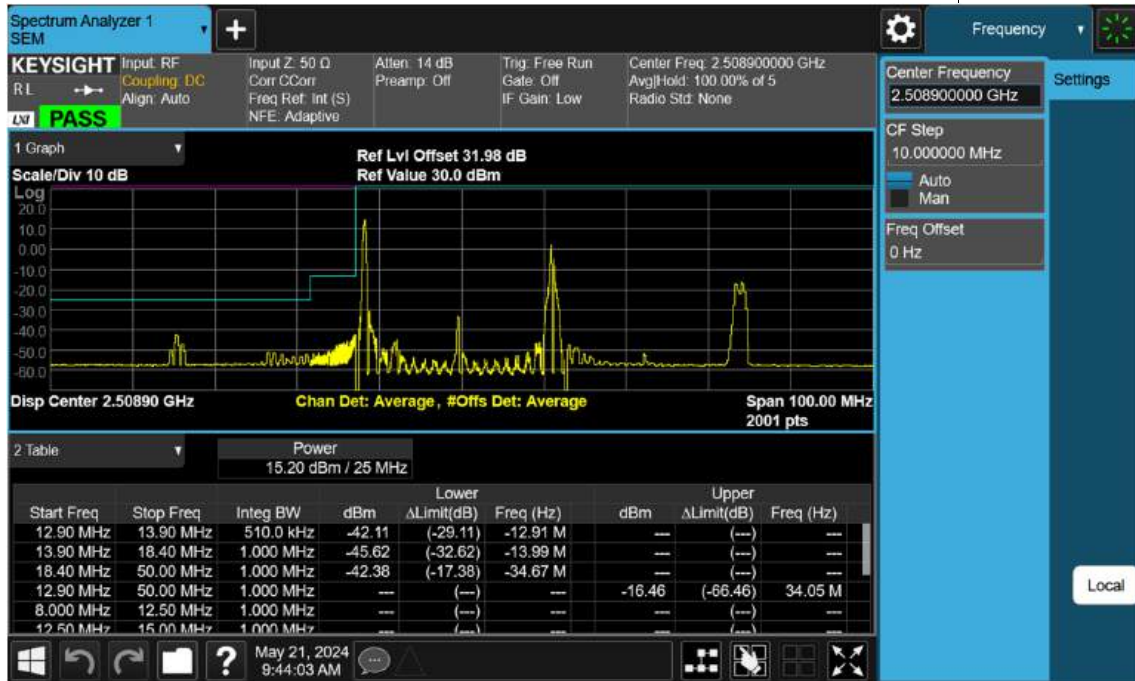 Spectrum Analyzer 1
SEM
Frequency
KEYSIGHT
R L
LXI
PASS
Input: RF
Coupling: DC
Align: Auto
Input Z: 50 Ω
Corr CCorr
Freq Ref: Int (S)
NFE: Adaptive
Atten: 14 dB
Preamp: Off
Trig: Free Run
Gate: Off
IF Gain: Low
Center Freq: 2.508900000 GHz
Avg|Hold: 100.00% of 5
Radio Std: None
Center Frequency
2.508900000 GHz
Settings
CF Step
10.000000 MHz
Auto
Man
Freq Offset
0 Hz
1 Graph
Scale/Div 10 dB
Ref Lvl Offset 31.98 dB
Ref Value 30.0 dBm
Log
20.0
10.0
0.00
-10.0
-20.0
-30.0
-40.0
-50.0
-60.0
Disp Center 2.50890 GHz
Chan Det: Average, #Offs Det: Average
Span 100.00 MHz
2001 pts
2 Table
Power
15.20 dBm / 25 MHz
Lower Upper
Start Freq Stop Freq Integ BW dBm ΔLimit(dB) Freq (Hz) dBm ΔLimit(dB) Freq (Hz)
12.90 MHz 13.90 MHz 510.0 kHz -42.11 (-29.11) -12.91 M --- (---) ---
13.90 MHz 18.40 MHz 1.000 MHz -45.62 (-32.62) -13.99 M --- (---) ---
18.40 MHz 50.00 MHz 1.000 MHz -42.38 (-17.38) -34.67 M --- (---) ---
12.90 MHz 50.00 MHz 1.000 MHz --- (---) --- -16.46 (-66.46) 34.05 M
8.000 MHz 12.50 MHz 1.000 MHz --- (---) --- --- (---) ---
12.50 MHz 15.00 MHz 1.000 MHz --- (---) --- --- (---) ---
Local
?
May 21, 2024
9:44:03 AM